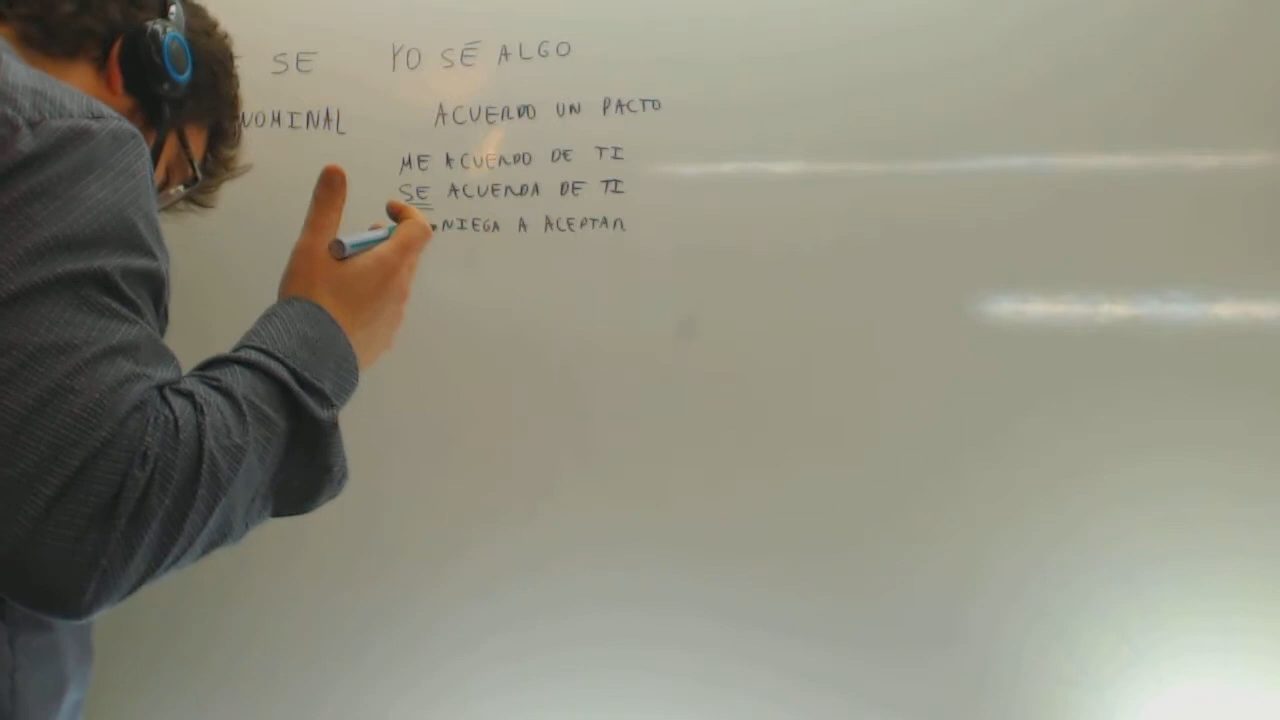 SE YO SÉ ALGO
NOMINAL ACUERDO UN PACTO
ME ACUERDO DE TI
SE ACUERDA DE TI
NIEGA A ACEPTAR